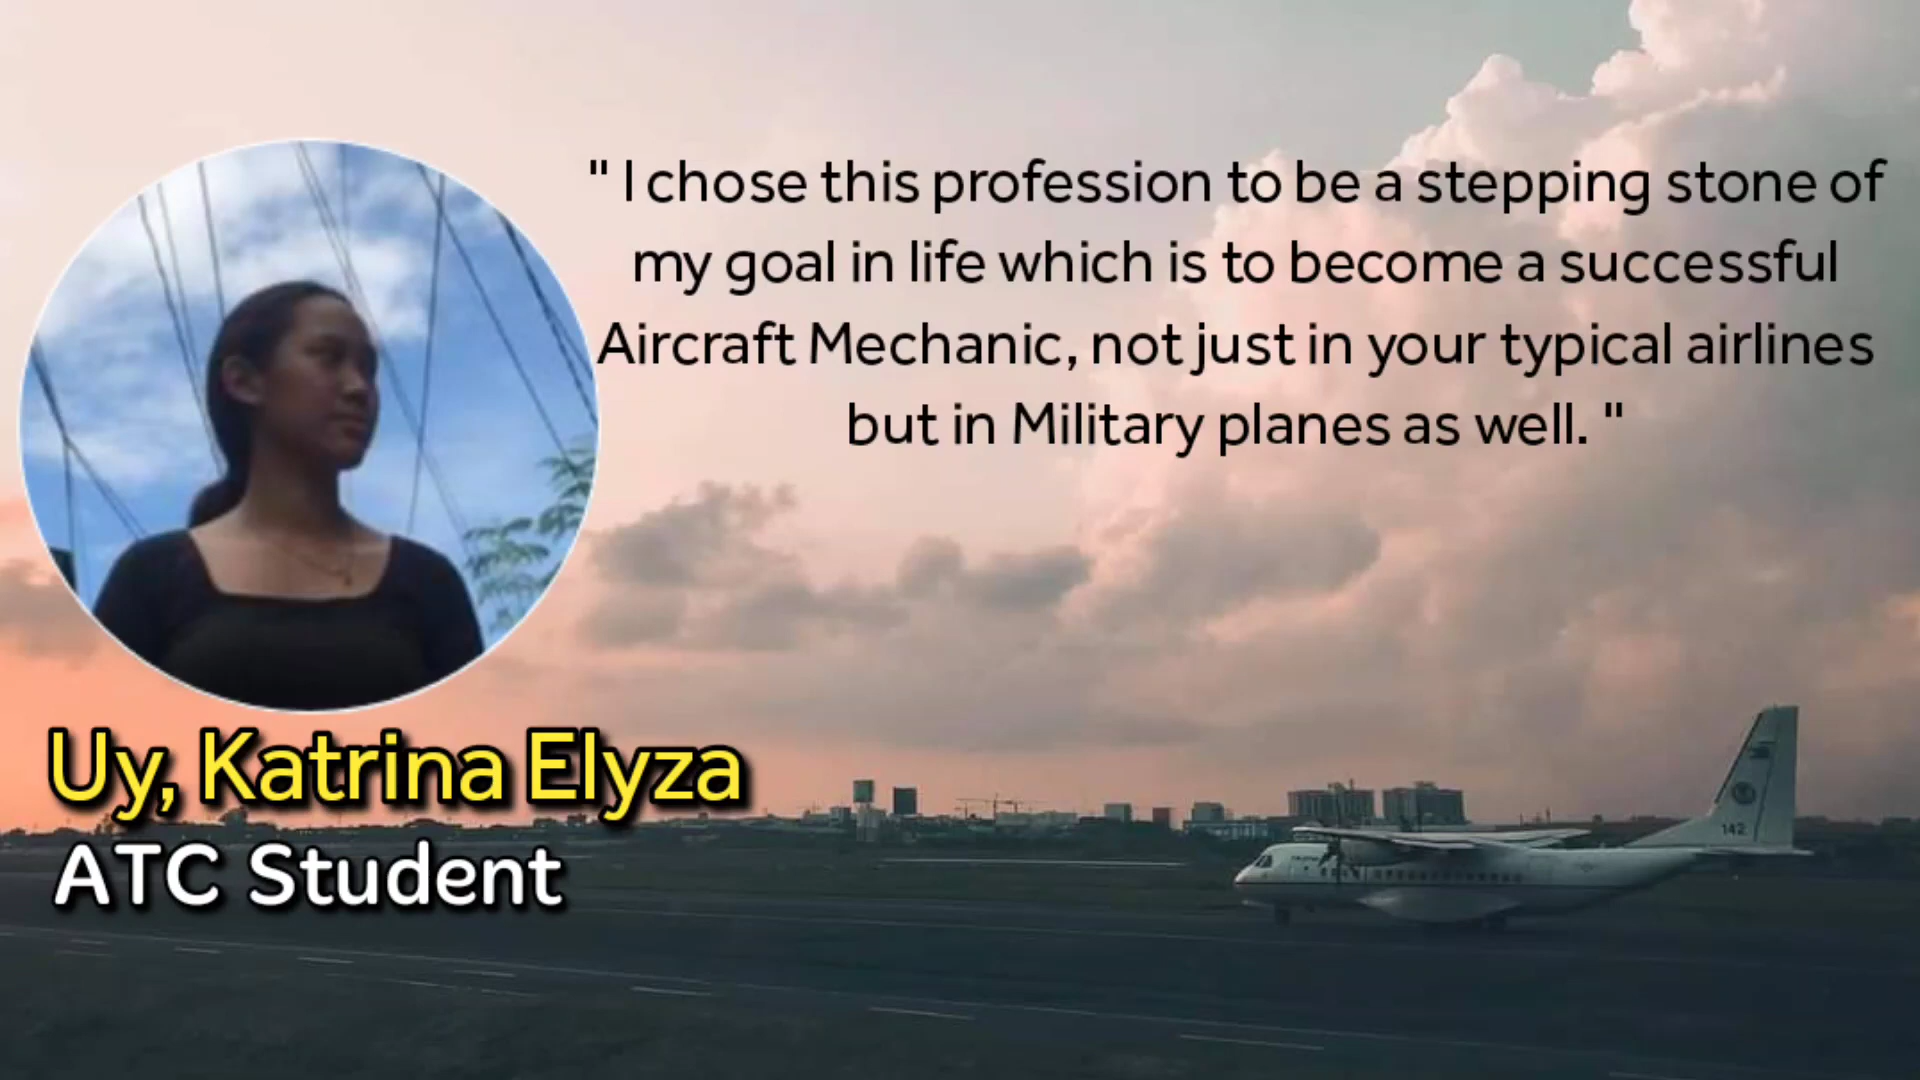 " I chose this profession to be a stepping stone of
my goal in life which is to become a successful
Aircraft Mechanic, not just in your typical airlines
but in Military planes as well. "
Uy, Katrina Elyza
ATC Student
142